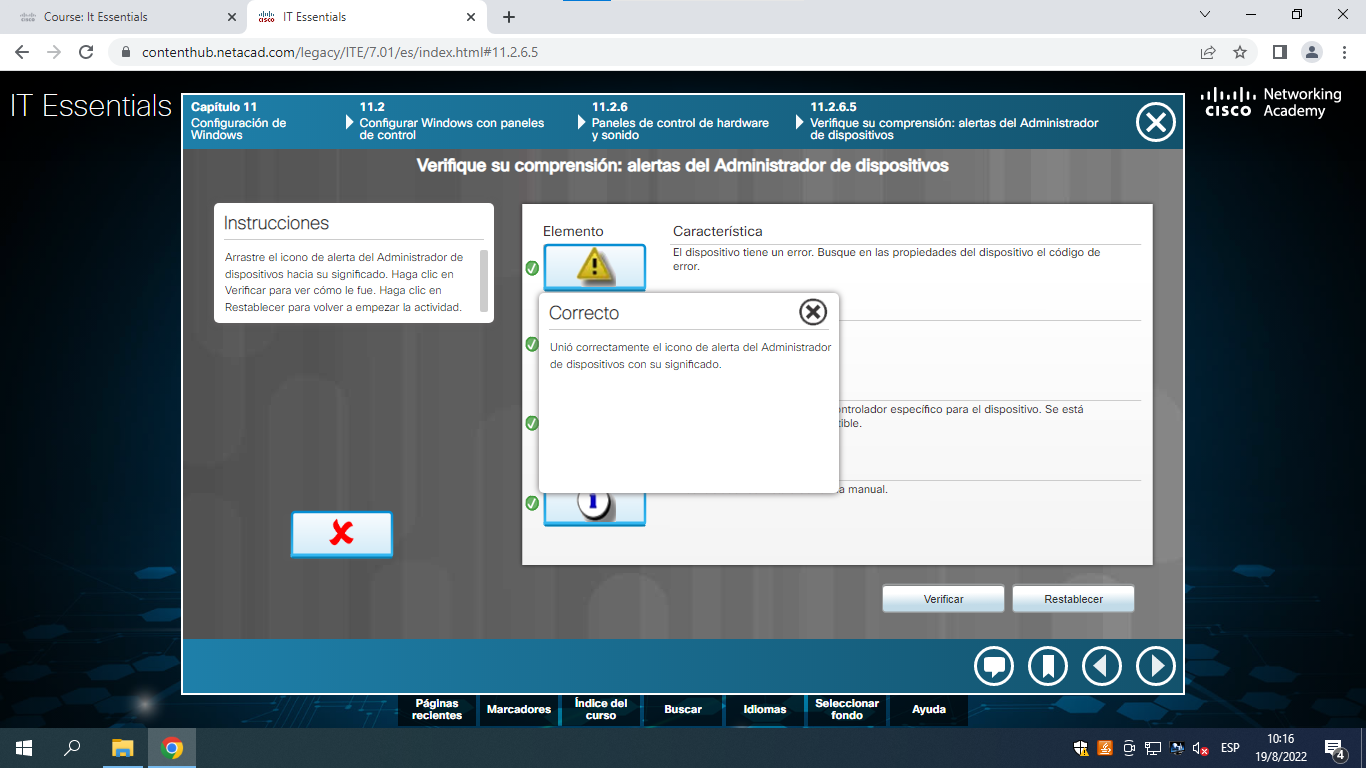 Course: It Essentials
IT Essentials
contenthub.netacad.com/legacy/ITE/7.01/es/index.html#11.2.6.5
IT Essentials
Capítulo 11
Configuración de
Windows
11.2
Configurar Windows con paneles
de control
11.2.6
Paneles de control de hardware
y sonido
11.2.6.5
Verifique su comprensión: alertas del Administrador
de dispositivos
CISCO
Networking
Academy
Verifique su comprensión: alertas del Administrador de dispositivos
Instrucciones
Arrastre el icono de alerta del Administrador de
dispositivos hacia su significado. Haga clic en
Verificar para ver cómo le fue. Haga clic en
Restablecer para volver a empezar la actividad.
Elemento
Característica
El dispositivo tiene un error. Busque en las propiedades del dispositivo el código de
error.
Correcto
Unió correctamente el icono de alerta del Administrador
de dispositivos con su significado.
ntrolador específico para el dispositivo. Se está
tible.
a manual.
Verificar
Restablecer
Páginas
recientes
Marcadores
Índice del
curso
Buscar
Idiomas
Seleccionar
fondo
Ayuda
ESP
10:16
19/8/2022
4